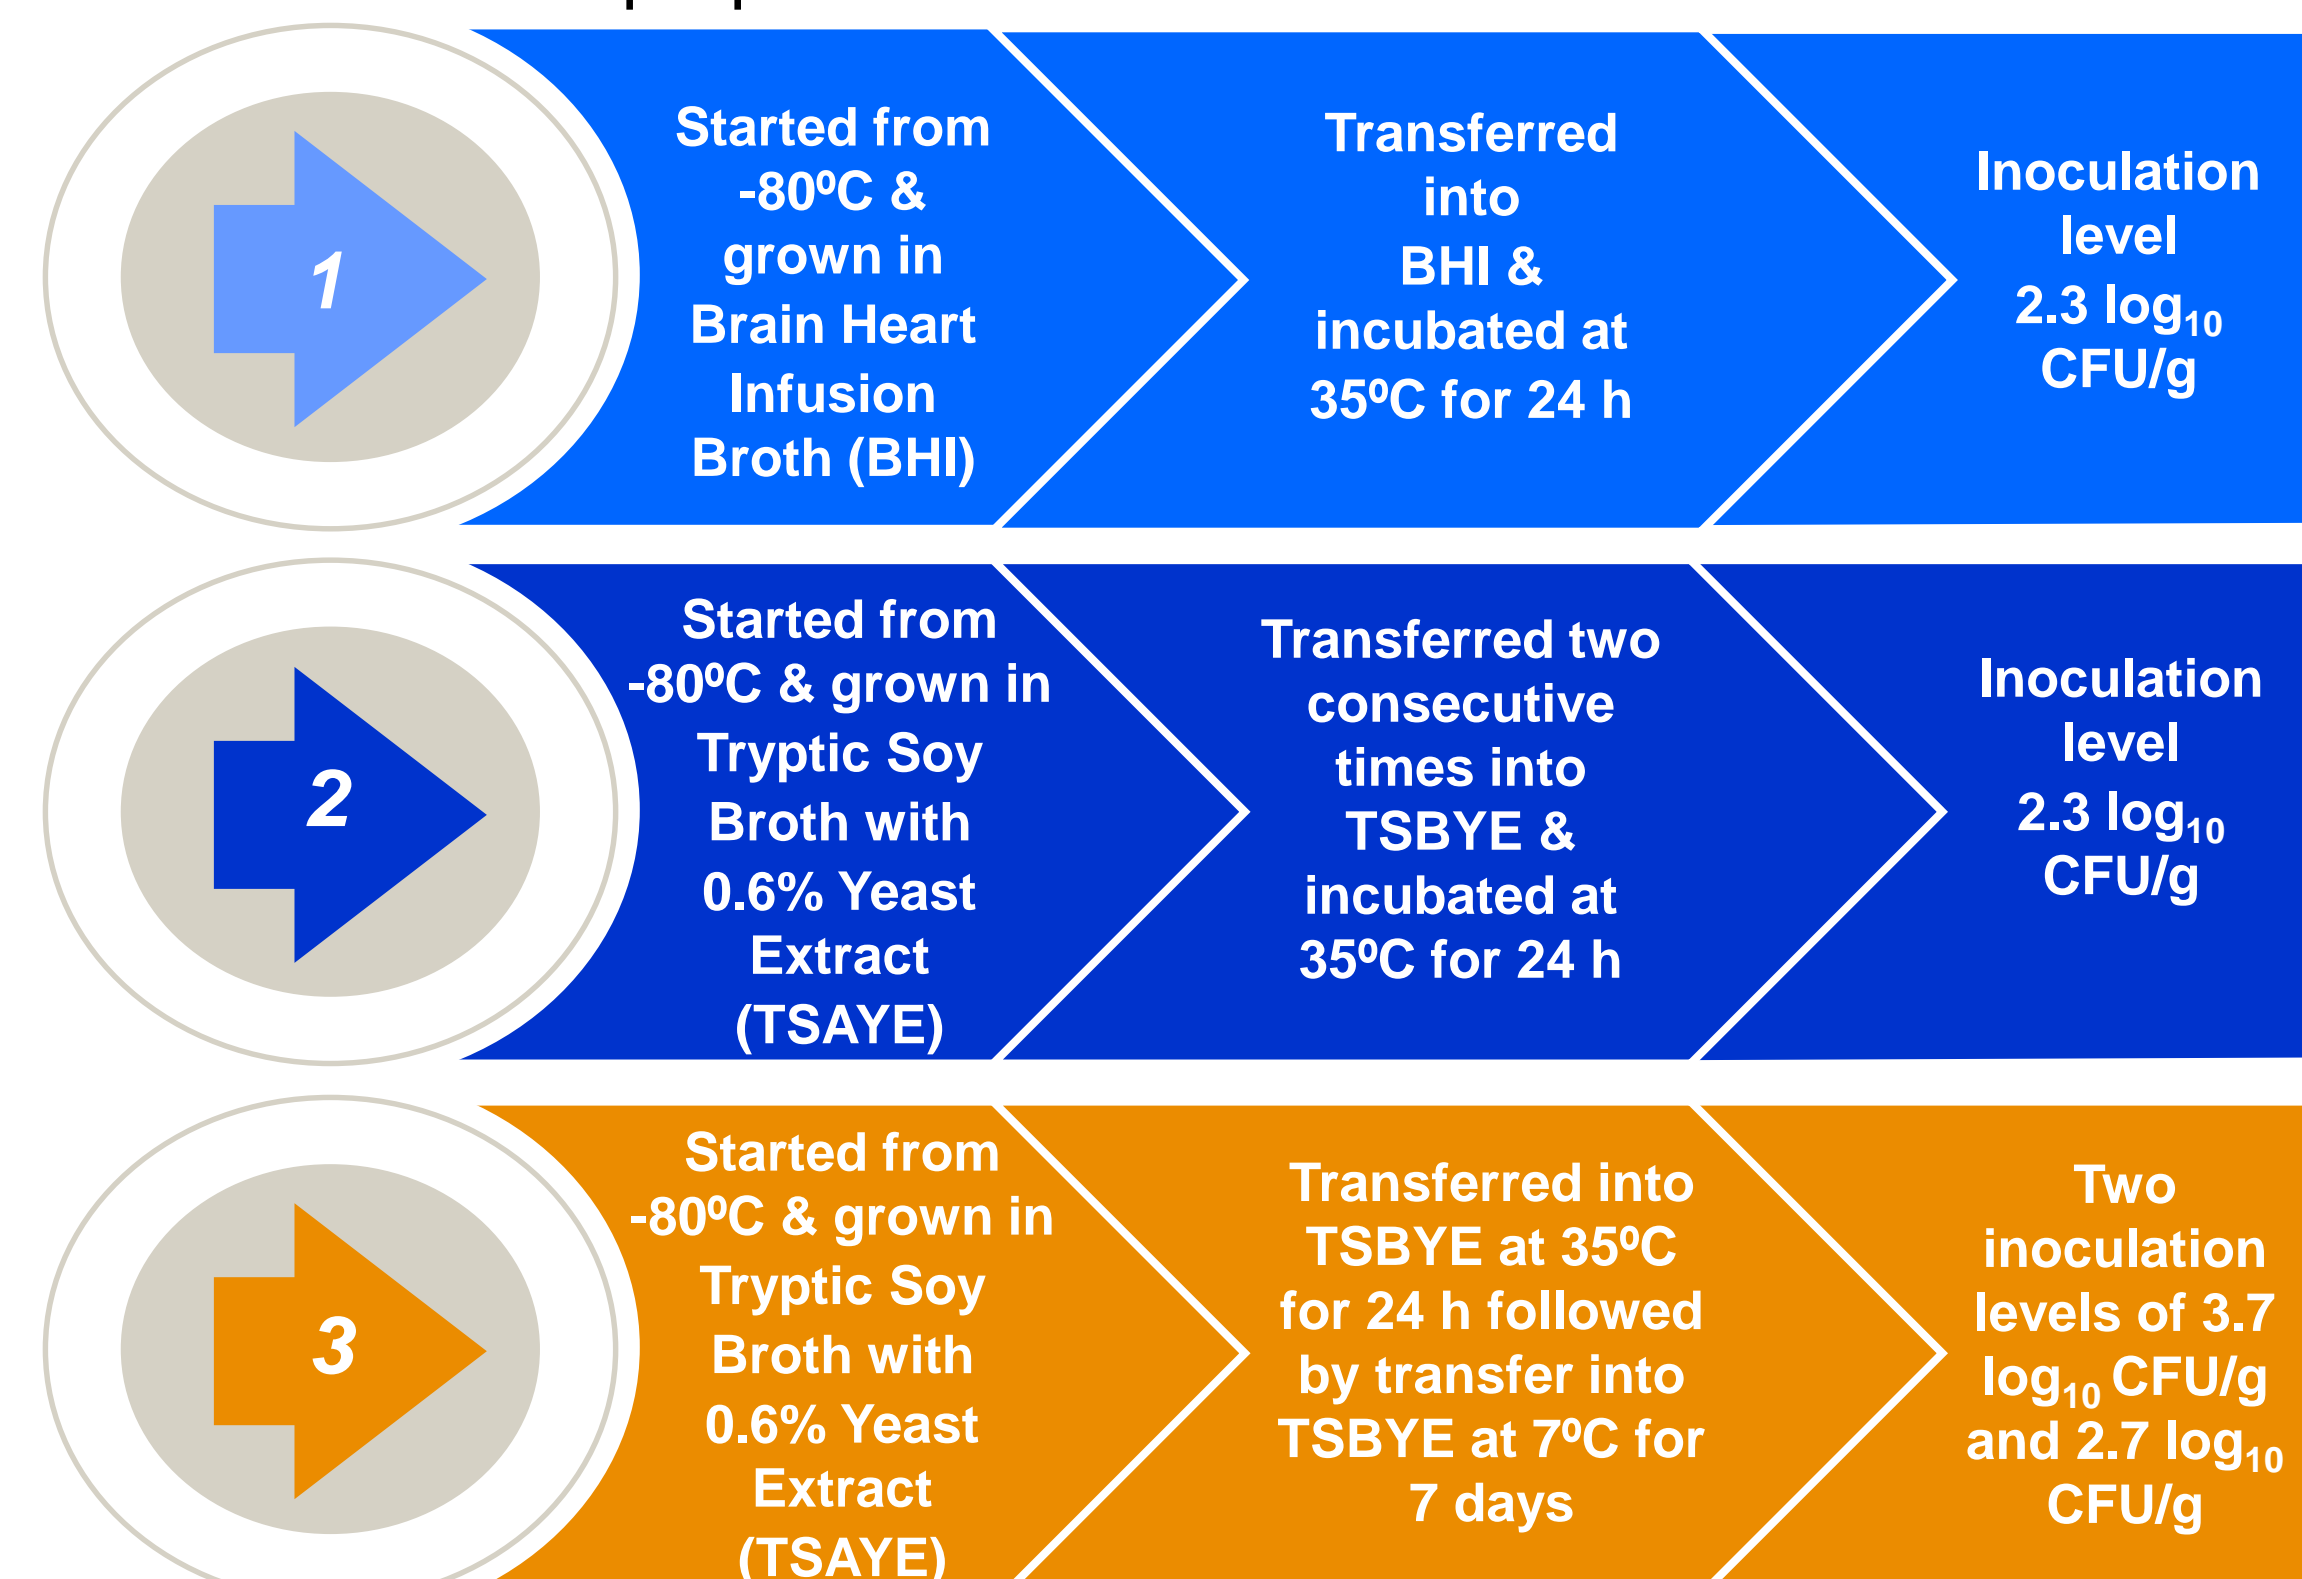 1
Started from
-80ºC &
grown in
Brain Heart
Infusion
Broth (BHI)
Transferred
into
BHI &
incubated at
35ºC for 24 h
Inoculation
level
2.3 log₁₀
CFU/g
2
Started from
-80ºC & grown in
Tryptic Soy
Broth with
0.6% Yeast
Extract
(TSAYE)
Transferred two
consecutive
times into
TSBYE &
incubated at
35ºC for 24 h
Inoculation
level
2.3 log₁₀
CFU/g
3
Started from
-80ºC & grown in
Tryptic Soy
Broth with
0.6% Yeast
Extract
(TSAYE)
Transferred into
TSBYE at 35ºC
for 24 h followed
by transfer into
TSBYE at 7ºC for
7 days
Two
inoculation
levels of 3.7
log₁₀ CFU/g
and 2.7 log₁₀
CFU/g